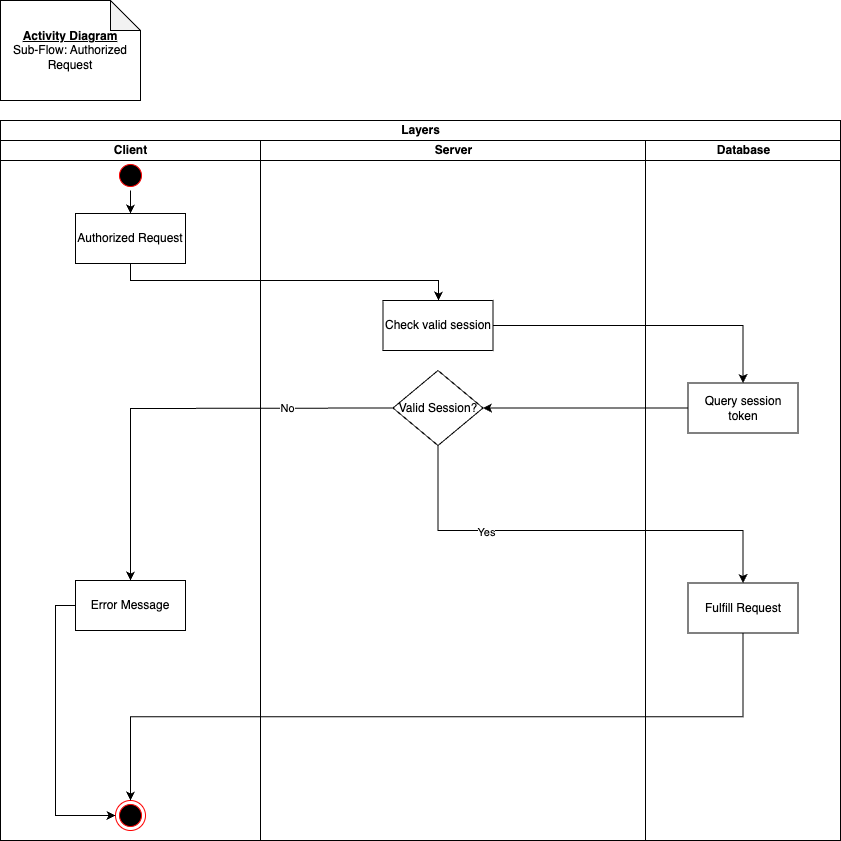 Activity Diagram
Sub-Flow: Authorized
Request
Layers
Client
Server
Database
Authorized Request
Check valid session
Query session
token
Valid Session?
No
Yes
Error Message
Fulfill Request